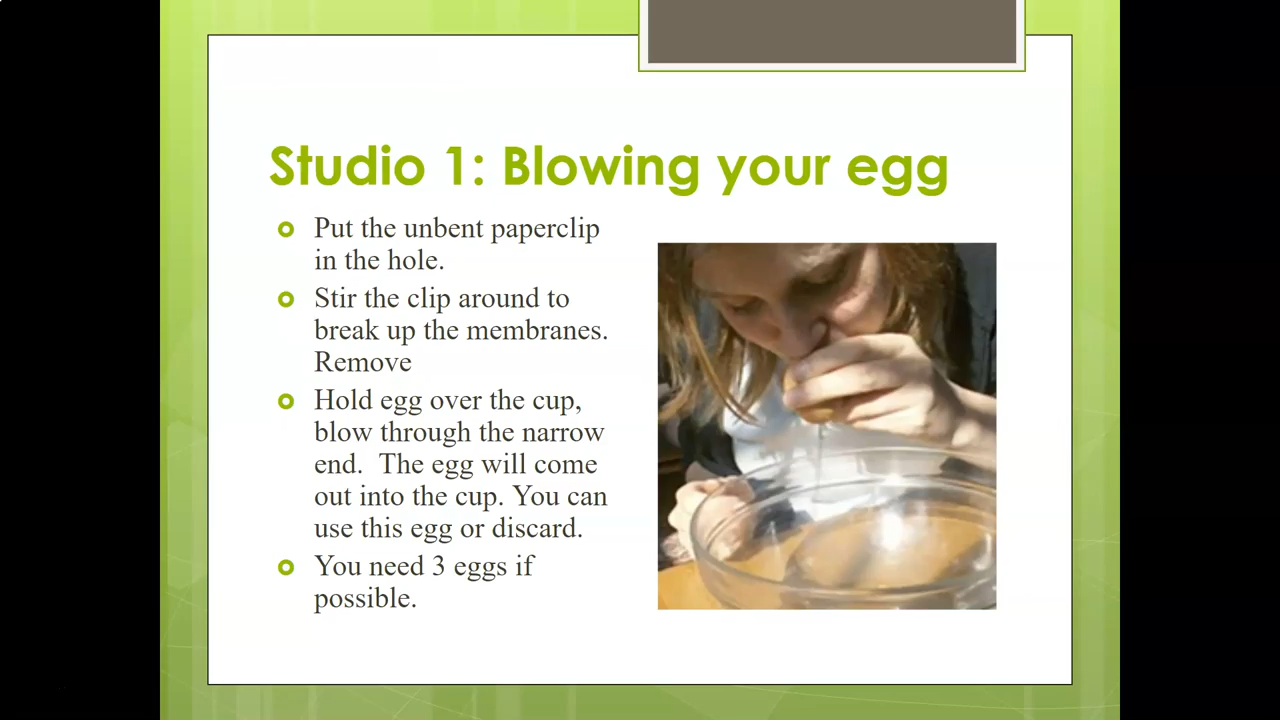 Studio 1: Blowing your egg
Put the unbent paperclip
in the hole.
Stir the clip around to
break up the membranes.
Remove
Hold egg over the cup,
blow through the narrow
end.  The egg will come
out into the cup. You can
use this egg or discard.
You need 3 eggs if
possible.